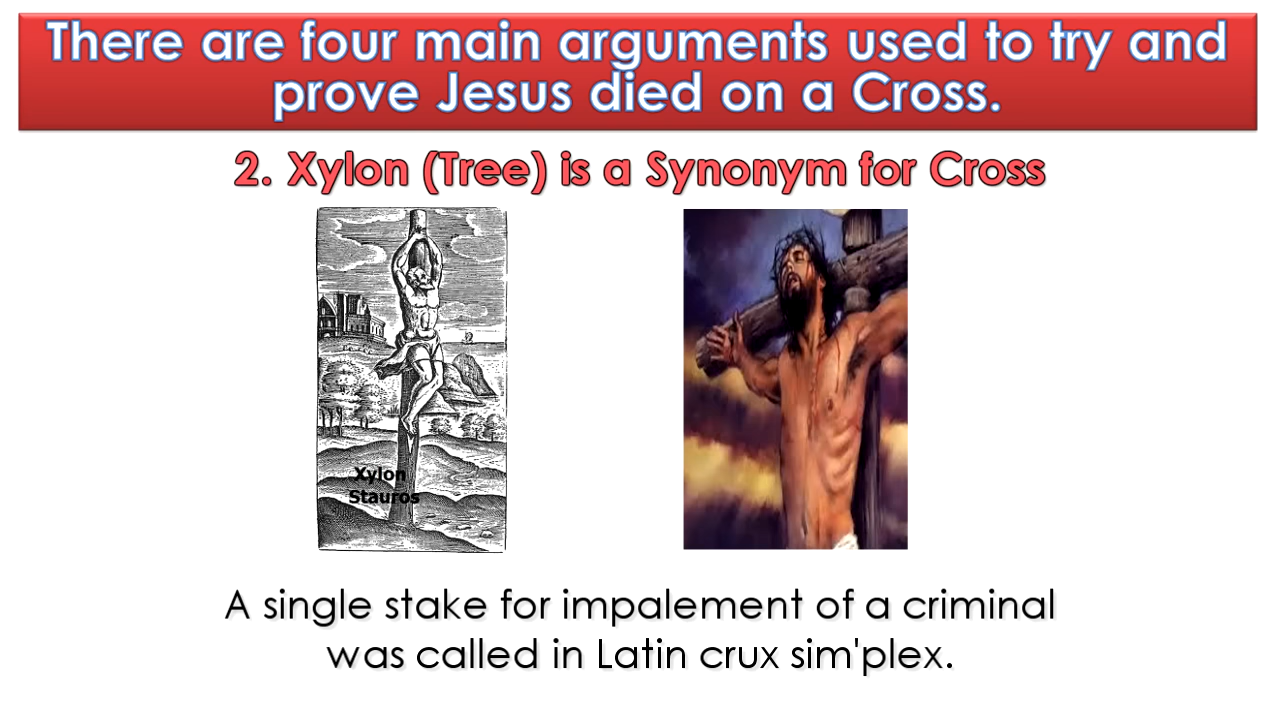 There are four main arguments used to try and
prove Jesus died on a Cross.
2. Xylon (Tree) is a Synonym for Cross
Xylon
Stauros
A single stake for impalement of a criminal
was called in Latin crux sim'plex.